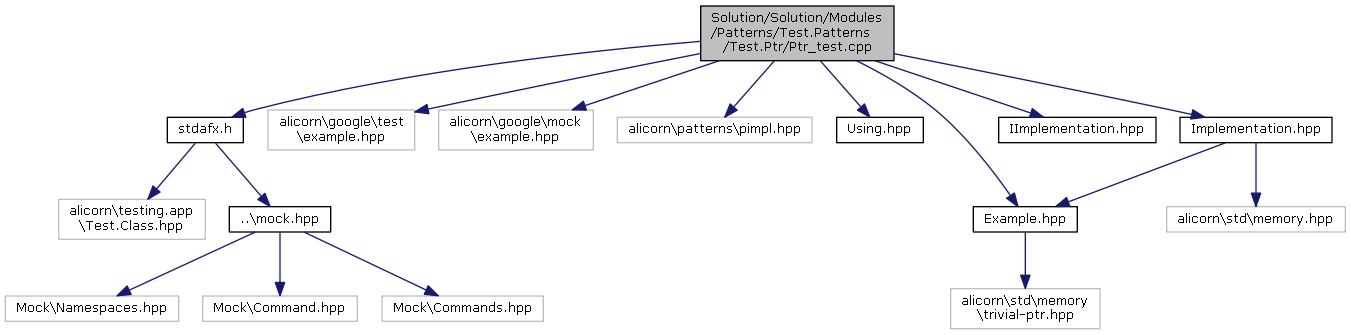 Solution/Solution/Modules
/Patterns/Test.Patterns
/Test.Ptr/Ptr_test.cpp
stdafx.h
alicorn\google\test
\example.hpp
alicorn\google\mock
\example.hpp
alicorn\patterns\pimpl.hpp
Using.hpp
IImplementation.hpp
Implementation.hpp
alicorn\testing.app
\Test.Class.hpp
..\mock.hpp
Example.hpp
alicorn\std\memory.hpp
Mock\Namespaces.hpp
Mock\Command.hpp
Mock\Commands.hpp
alicorn\std\memory
\trivial-ptr.hpp